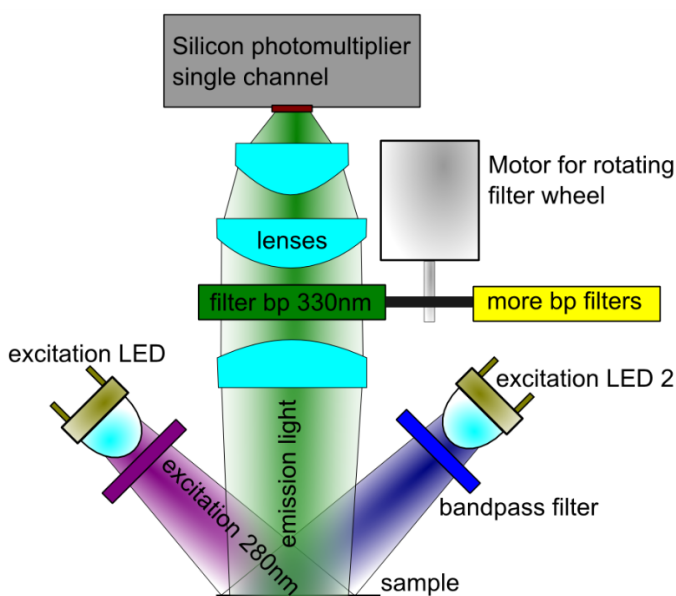 Silicon photomultiplier
single channel
Motor for rotating
filter wheel
lenses
filter bp 330nm
more bp filters
excitation LED
excitation LED 2
excitation 280nm
emission light
bandpass filter
sample